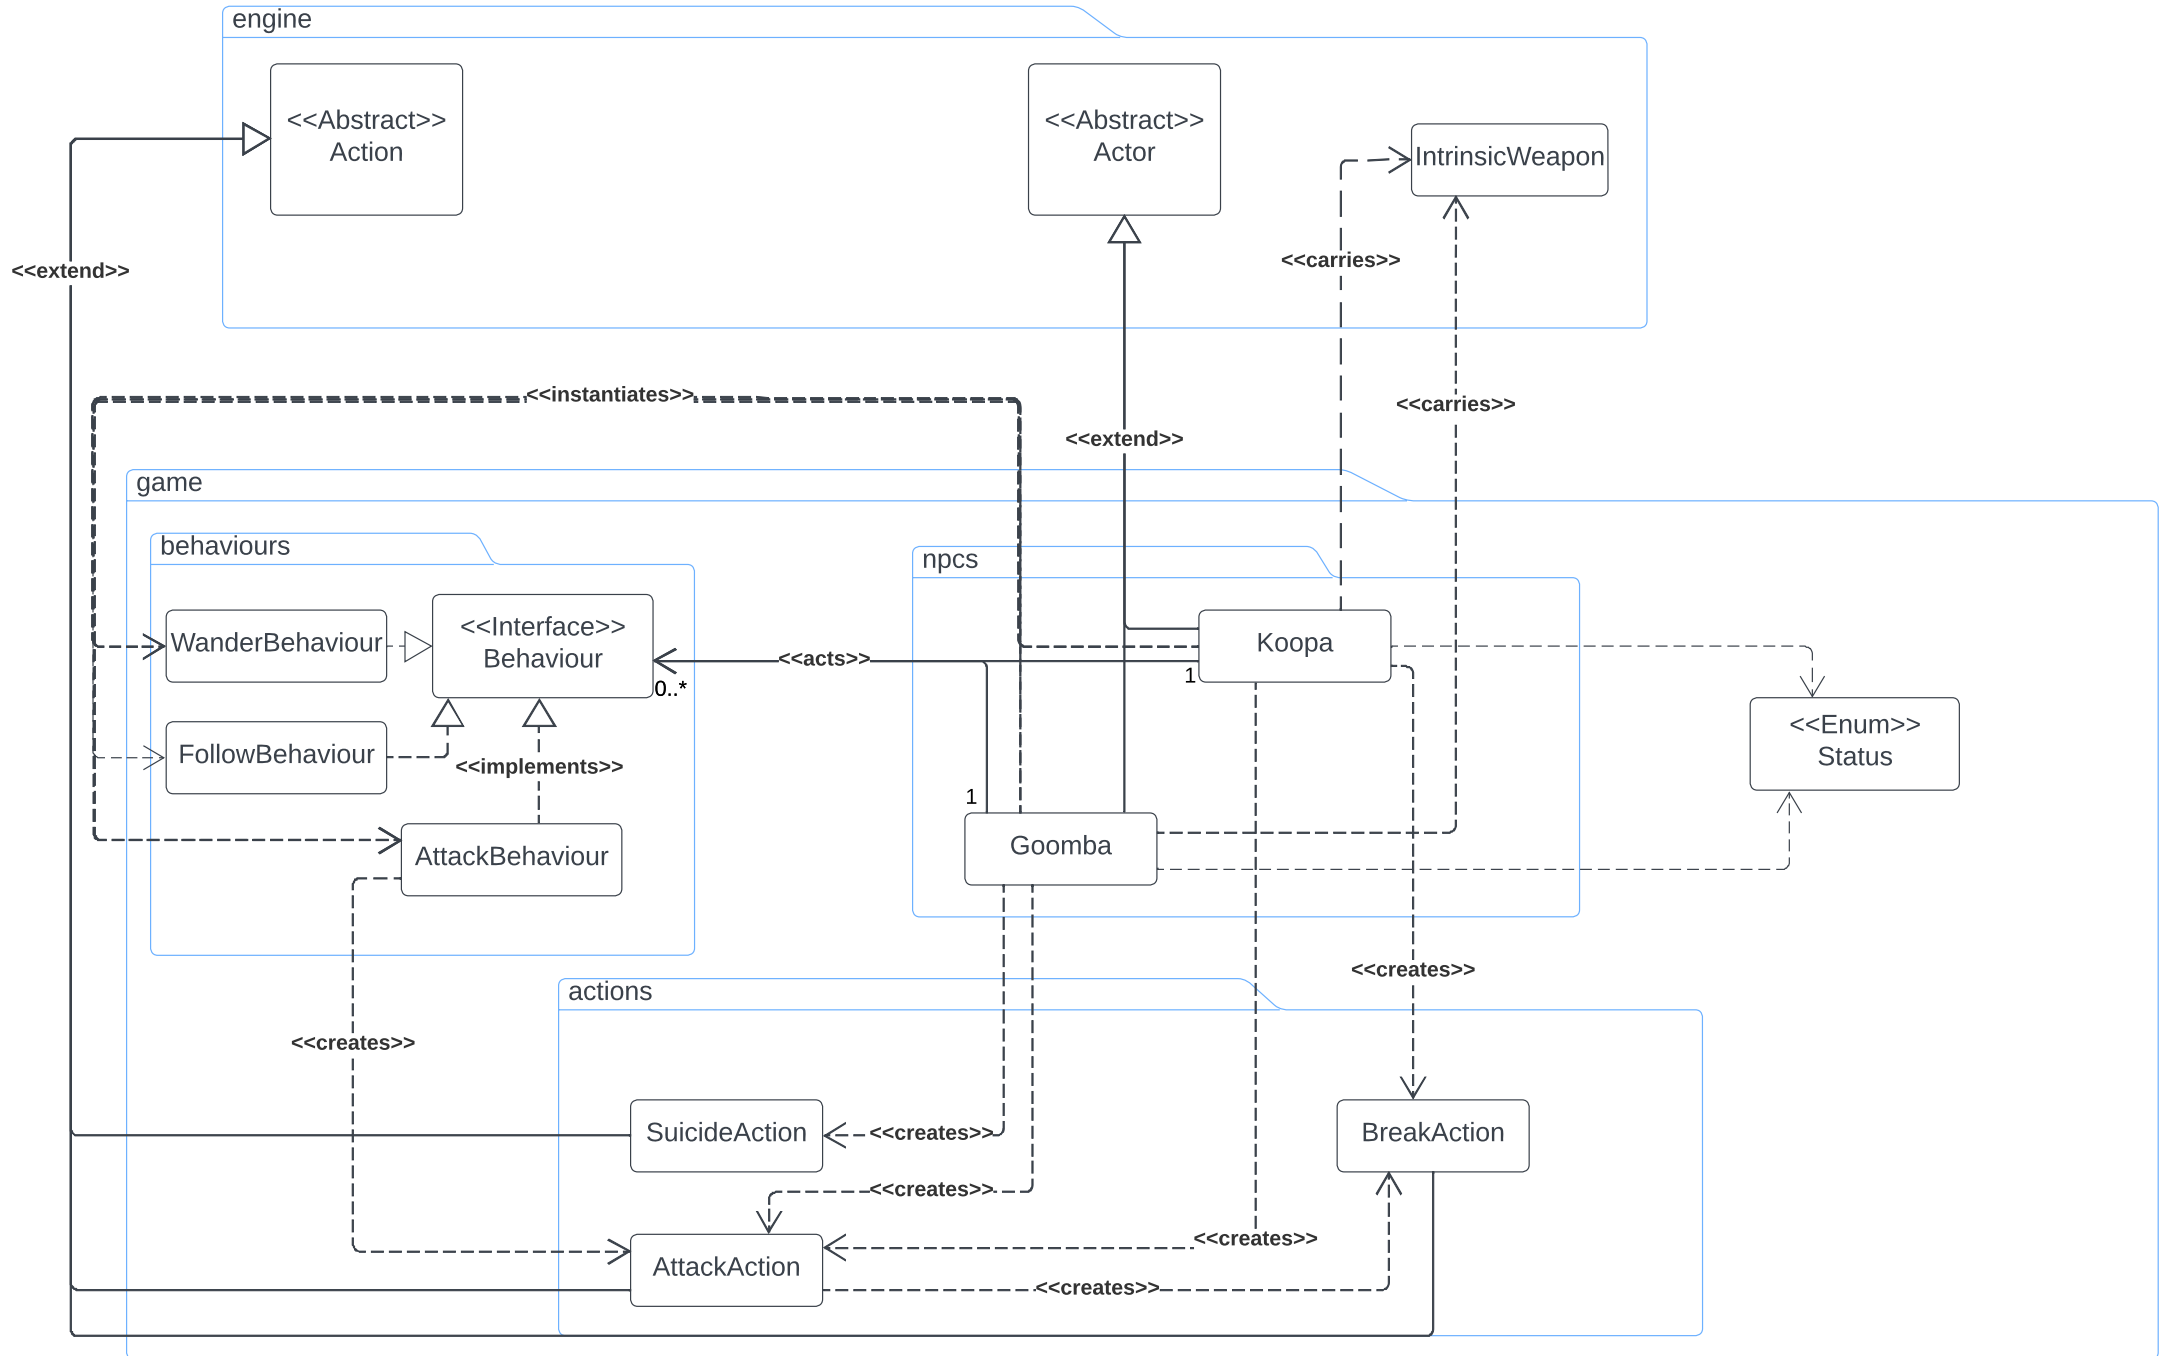 engine
<<Abstract>>
Action
<<Abstract>>
Actor
IntrinsicWeapon
<<extend>>
<<carries>>
<<instantiates>>
<<carries>>
<<extend>>
game
behaviours
npcs
WanderBehaviour
<<Interface>>
Behaviour
<<acts>>
Koopa
0..*
1
<<Enum>>
Status
FollowBehaviour
<<implements>>
1
Goomba
AttackBehaviour
<<creates>>
actions
<<creates>>
SuicideAction
<<creates>>
BreakAction
<<creates>>
<<creates>>
AttackAction
<<creates>>